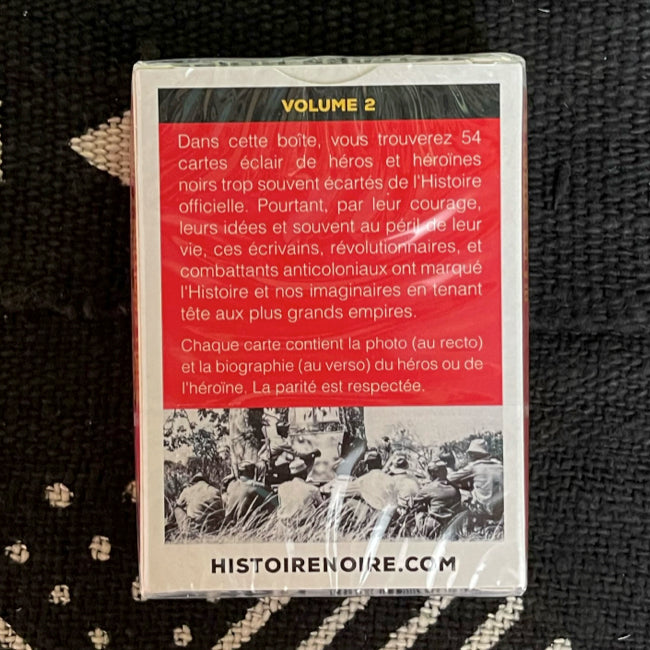 VOLUME 2
Dans cette boîte, vous trouverez 54
cartes éclair de héros et héroïnes
noirs trop souvent écartés de l'Histoire
officielle. Pourtant, par leur courage,
leurs idées et souvent au péril de leur
vie, ces écrivains, révolutionnaires, et
combattants anticoloniaux ont marqué
l'Histoire et nos imaginaires en tenant
tête aux plus grands empires.
Chaque carte contient la photo (au recto)
et la biographie (au verso) du héros ou de
l'héroïne. La parité est respectée.
HISTOIRENOIRE.COM